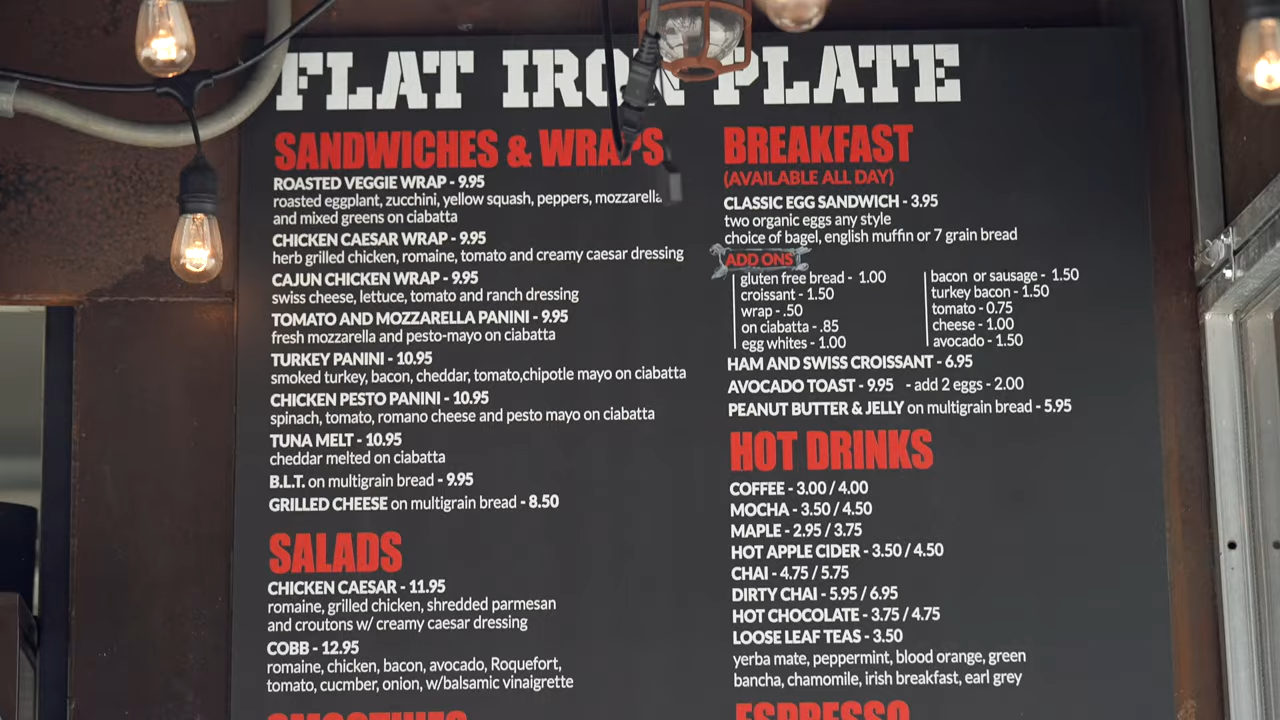 FLAT IRON PLATE
SANDWICHES & WRAPS
ROASTED VEGGIE WRAP - 9.95
roasted eggplant, zucchini, yellow squash, peppers, mozzarella
and mixed greens on ciabatta
CHICKEN CAESAR WRAP - 9.95
herb grilled chicken, romaine, tomato and creamy caesar dressing
CAJUN CHICKEN WRAP - 9.95
swiss cheese, lettuce, tomato and ranch dressing
TOMATO AND MOZZARELLA PANINI - 9.95
fresh mozzarella and pesto-mayo on ciabatta
TURKEY PANINI - 10.95
smoked turkey, bacon, cheddar, tomato,chipotle mayo on ciabatta
CHICKEN PESTO PANINI - 10.95
spinach, tomato, romano cheese and pesto mayo on ciabatta
TUNA MELT - 10.95
cheddar melted on ciabatta
B.L.T. on multigrain bread - 9.95
GRILLED CHEESE on multigrain bread - 8.50
SALADS
CHICKEN CAESAR - 11.95
romaine, grilled chicken, shredded parmesan
and croutons w/ creamy caesar dressing
COBB - 12.95
romaine, chicken, bacon, avocado, Roquefort,
tomato, cucmber, onion, w/balsamic vinaigrette
SMOOTHIES
BREAKFAST
(AVAILABLE ALL DAY)
CLASSIC EGG SANDWICH - 3.95
two organic eggs any style
choice of bagel, english muffin or 7 grain bread
ADD ONS
gluten free bread - 1.00
croissant - 1.50
wrap - .50
on ciabatta - .85
egg whites - 1.00
bacon or sausage - 1.50
turkey bacon - 1.50
tomato - 0.75
cheese - 1.00
avocado - 1.50
HAM AND SWISS CROISSANT - 6.95
AVOCADO TOAST - 9.95 - add 2 eggs - 2.00
PEANUT BUTTER & JELLY on multigrain bread - 5.95
HOT DRINKS
COFFEE - 3.00 / 4.00
MOCHA - 3.50 / 4.50
MAPLE - 2.95 / 3.75
HOT APPLE CIDER - 3.50 / 4.50
CHAI - 4.75 / 5.75
DIRTY CHAI - 5.95 / 6.95
HOT CHOCOLATE - 3.75 / 4.75
LOOSE LEAF TEAS - 3.50
yerba mate, peppermint, blood orange, green
bancha, chamomile, irish breakfast, earl grey
ESPRESSO